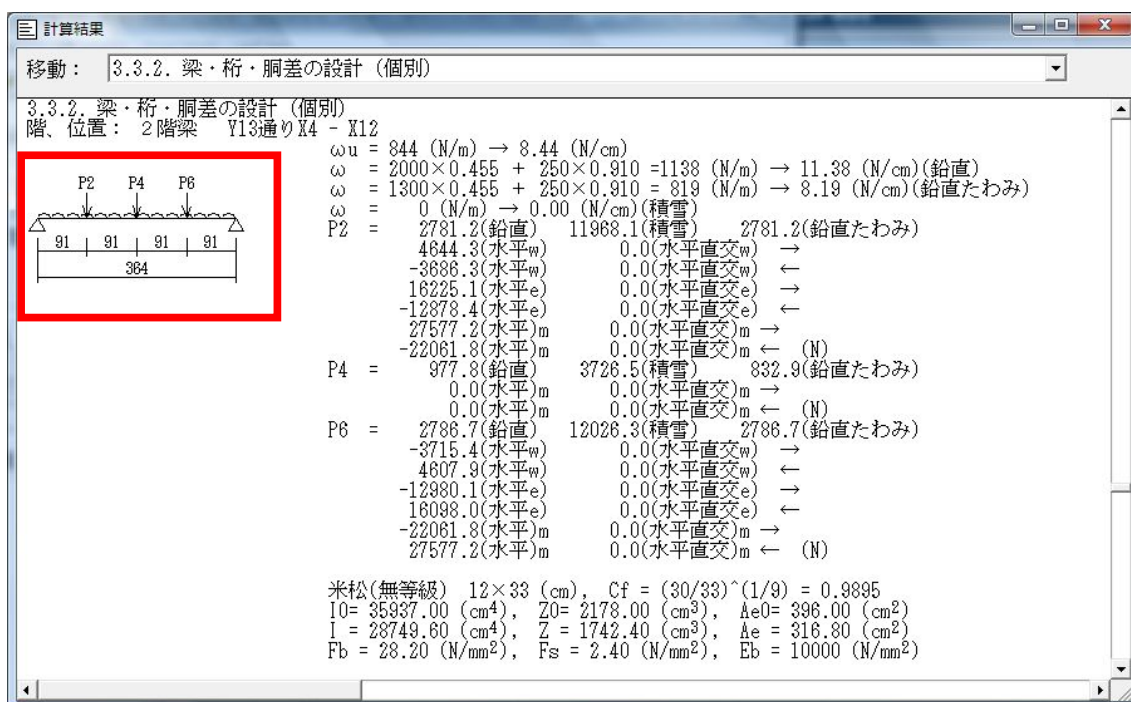 計算結果
移動： 3.3.2. 梁・桁・胴差の設計（個別）
3.3.2. 梁・桁・胴差の設計（個別）
階、位置： ２階梁 Y13通りX4 - X12
ωu = 844 (N/m) → 8.44 (N/cm)
ω = 2000×0.455 + 250×0.910 =1138 (N/m) → 11.38 (N/cm)(鉛直)
ω = 1300×0.455 + 250×0.910 = 819 (N/m) → 8.19 (N/cm)(鉛直たわみ)
ω = 0 (N/m) → 0.00 (N/cm)(積雪)
P2 = 2781.2(鉛直) 11968.1(積雪) 2781.2(鉛直たわみ)
4644.3(水平w) 0.0(水平直交w) →
-3686.3(水平w) 0.0(水平直交w) ←
16225.1(水平e) 0.0(水平直交e) →
-12878.4(水平e) 0.0(水平直交e) ←
27577.2(水平)m 0.0(水平直交)m →
-22061.8(水平)m 0.0(水平直交)m ← (N)
P4 = 977.8(鉛直) 3726.5(積雪) 832.9(鉛直たわみ)
0.0(水平)m 0.0(水平直交)m →
0.0(水平)m 0.0(水平直交)m ← (N)
P6 = 2786.7(鉛直) 12026.3(積雪) 2786.7(鉛直たわみ)
-3715.4(水平w) 0.0(水平直交w) →
4607.9(水平w) 0.0(水平直交w) ←
-12980.1(水平e) 0.0(水平直交e) →
16098.0(水平e) 0.0(水平直交e) ←
-22061.8(水平)m 0.0(水平直交)m →
27577.2(水平)m 0.0(水平直交)m ← (N)
米松(無等級) 12×33 (cm), Cf = (30/33)^(1/9) = 0.9895
I0= 35937.00 (cm4), Z0= 2178.00 (cm3), Ae0= 396.00 (cm2)
I = 28749.60 (cm4), Z = 1742.40 (cm3), Ae = 316.80 (cm2)
Fb = 28.20 (N/mm2), Fs = 2.40 (N/mm2), Eb = 10000 (N/mm2)
P2 P4 P6
91 91 91 91
364